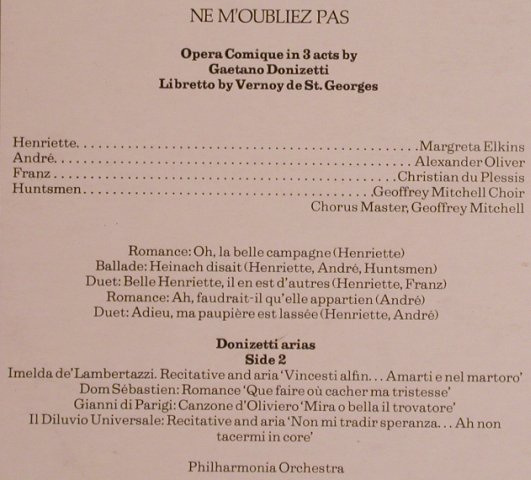 NE M'OUBLIEZ PAS
Opera Comique in 3 acts by
Gaetano Donizetti
Libretto by Vernoy de St. Georges
Henriette. . . . . . . . . . . . . . . . . . . . . . . . . . . . . . . . . . . . . . . . . . . . . . . . . . Margreta Elkins
André. . . . . . . . . . . . . . . . . . . . . . . . . . . . . . . . . . . . . . . . . . . . . . . . . . . . Alexander Oliver
Franz . . . . . . . . . . . . . . . . . . . . . . . . . . . . . . . . . . . . . . . . . . . . . . . . . . Christian du Plessis
Huntsmen . . . . . . . . . . . . . . . . . . . . . . . . . . . . . . . . . . . . . . . . . . Geoffrey Mitchell Choir
Chorus Master, Geoffrey Mitchell
Romance: Oh, la belle campagne (Henriette)
Ballade: Heinach disait (Henriette, André, Huntsmen)
Duet: Belle Henriette, il en est d'autres (Henriette, Franz)
Romance: Ah, faudrait-il qu'elle appartien (André)
Duet: Adieu, ma paupière est lassée (Henriette, André)
Donizetti arias
Side 2
Imelda de'Lambertazzi. Recitative and aria 'Vincesti alfin. . . Amarti e nel martoro'
Dom Sébastien: Romance 'Que faire où cacher ma tristesse'
Gianni di Parigi: Canzone d'Oliviero 'Mira o bella il trovatore'
Il Diluvio Universale: Recitative and aria 'Non mi tradir speranza. . . Ah non
tacermi in core'
Philharmonia Orchestra